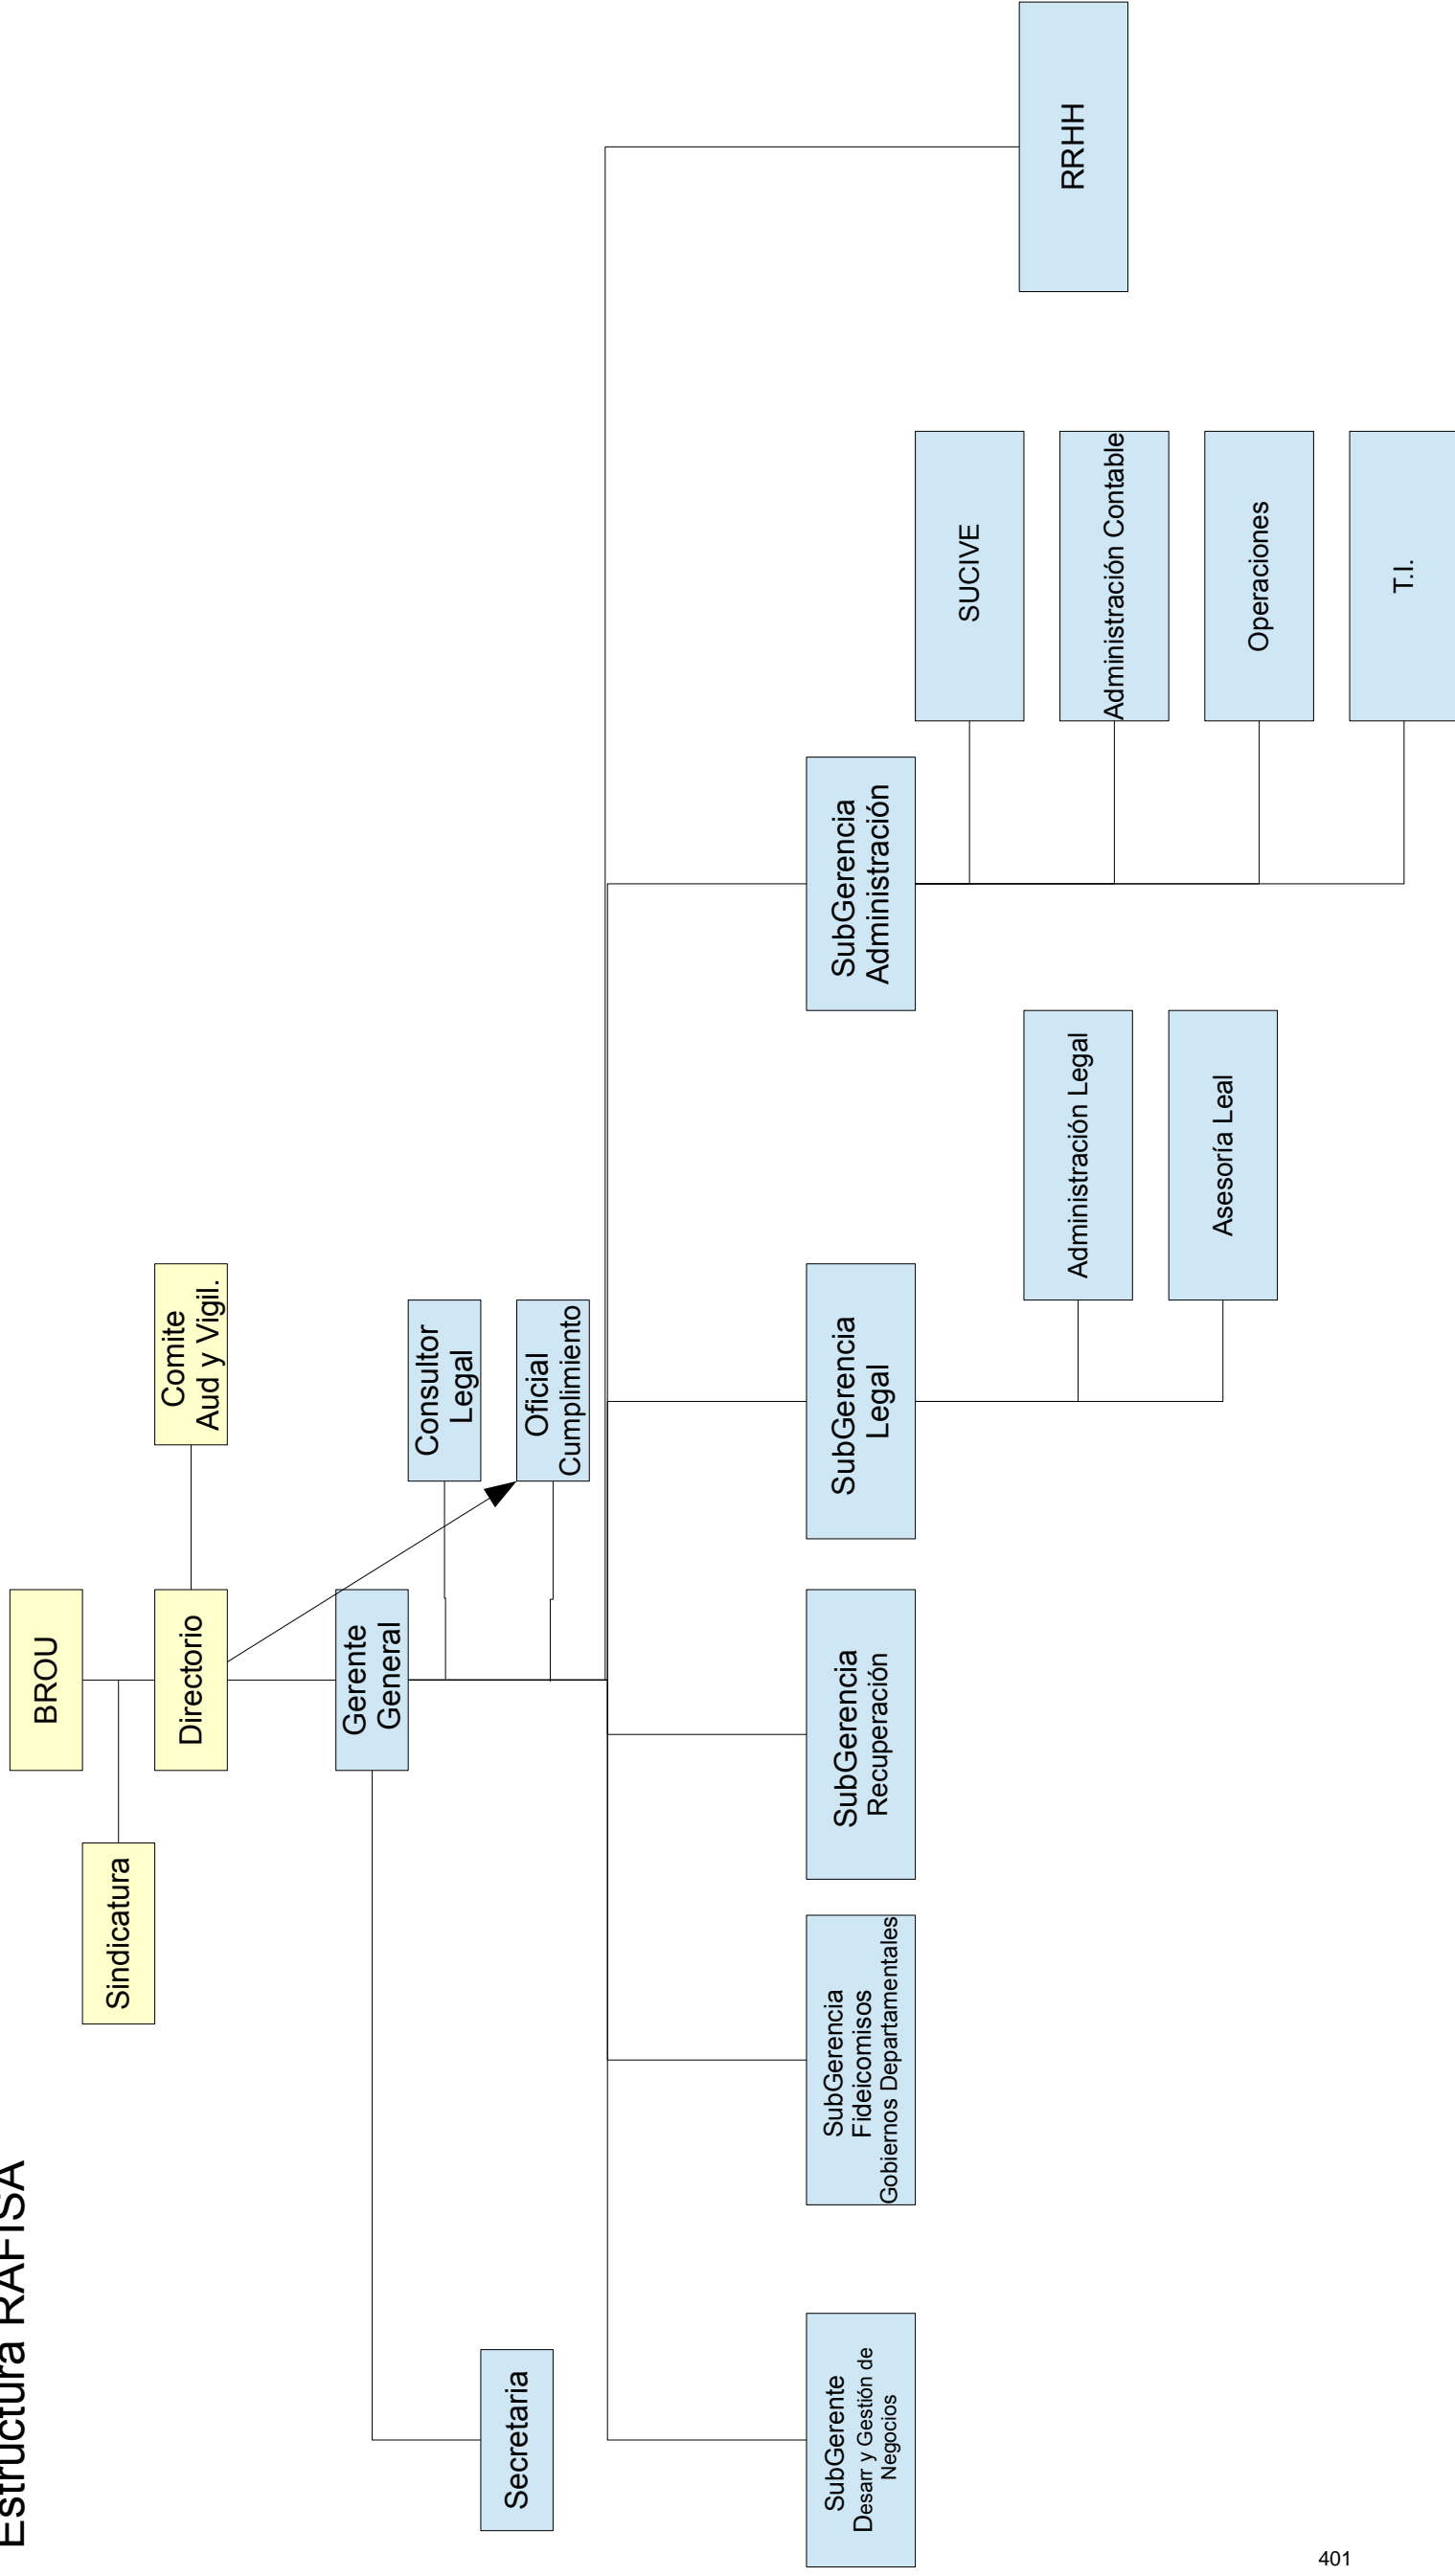 Estructura RAFISA
BROU
Sindicatura
Directorio
Comite
Aud y Vigil.
Gerente
General
Consultor
Legal
Secretaria
Oficial
Cumplimiento
SubGerente
Desarr y Gestión de
Negocios
SubGerencia
Fideicomisos
Gobiernos Departamentales
SubGerencia
Recuperación
SubGerencia
Legal
SubGerencia
Administración
Administración Legal
Asesoría Leal
SUCIVE
Administración Contable
Operaciones
T.I.
RRHH
401